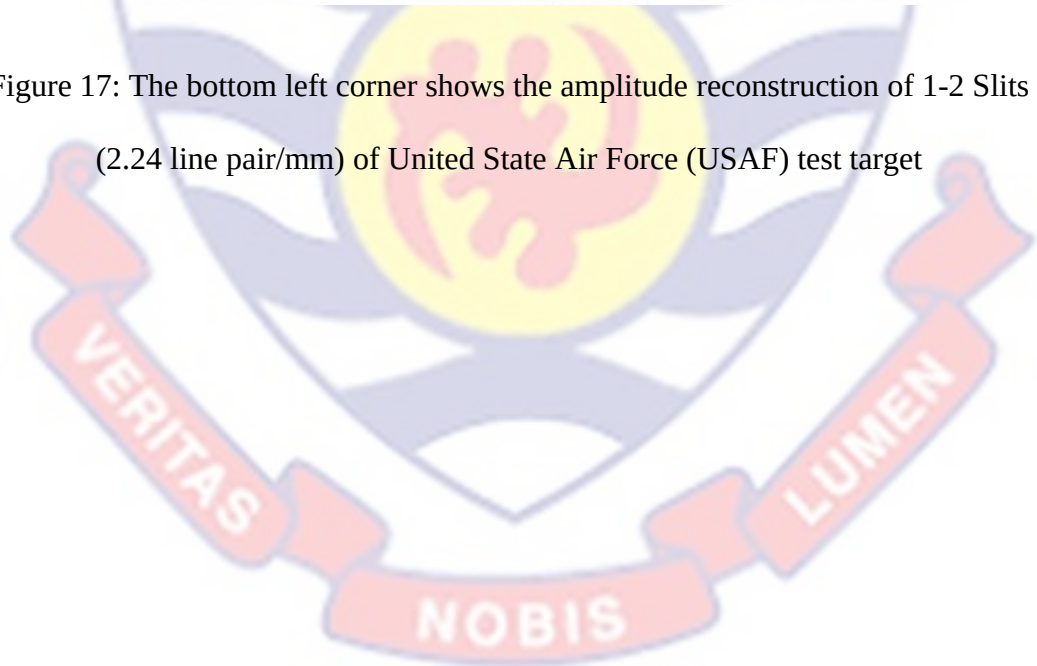 Figure 17: The bottom left corner shows the amplitude reconstruction of 1-2 Slits
(2.24 line pair/mm) of United State Air Force (USAF) test target
VERITAS
NOBIS
LUMEN